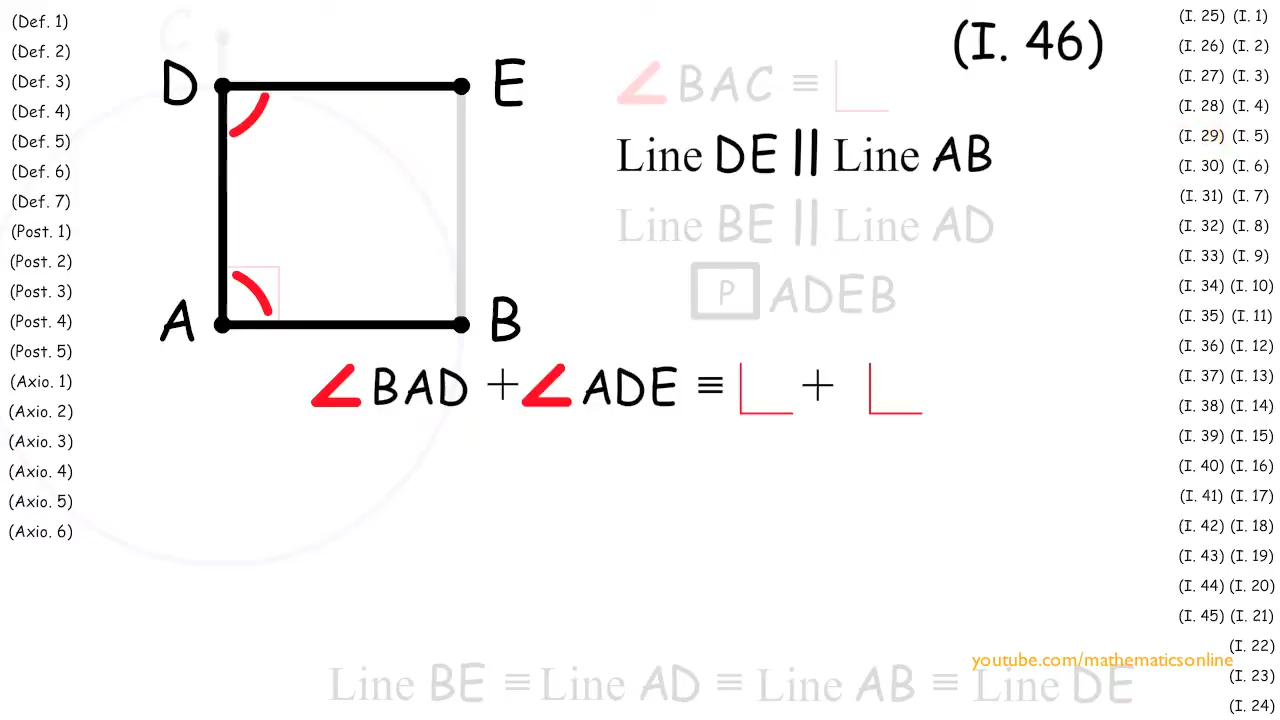 (Def. 1)
(Def. 2)
(Def. 3)
(Def. 4)
(Def. 5)
(Def. 6)
(Def. 7)
(Post. 1)
(Post. 2)
(Post. 3)
(Post. 4)
(Post. 5)
(Axio. 1)
(Axio. 2)
(Axio. 3)
(Axio. 4)
(Axio. 5)
(Axio. 6)
C
D E
A B
(I. 46)
∠BAC ≡ ∟
Line DE || Line AB
Line BE || Line AD
P ADEB
∠BAD + ∠ADE ≡ ∟ + ∟
Line BE ≡ Line AD ≡ Line AB ≡ Line DE
youtube.com/mathematicsonline
(I. 25) (I. 1)
(I. 26) (I. 2)
(I. 27) (I. 3)
(I. 28) (I. 4)
(I. 29) (I. 5)
(I. 30) (I. 6)
(I. 31) (I. 7)
(I. 32) (I. 8)
(I. 33) (I. 9)
(I. 34) (I. 10)
(I. 35) (I. 11)
(I. 36) (I. 12)
(I. 37) (I. 13)
(I. 38) (I. 14)
(I. 39) (I. 15)
(I. 40) (I. 16)
(I. 41) (I. 17)
(I. 42) (I. 18)
(I. 43) (I. 19)
(I. 44) (I. 20)
(I. 45) (I. 21)
(I. 22)
(I. 23)
(I. 24)